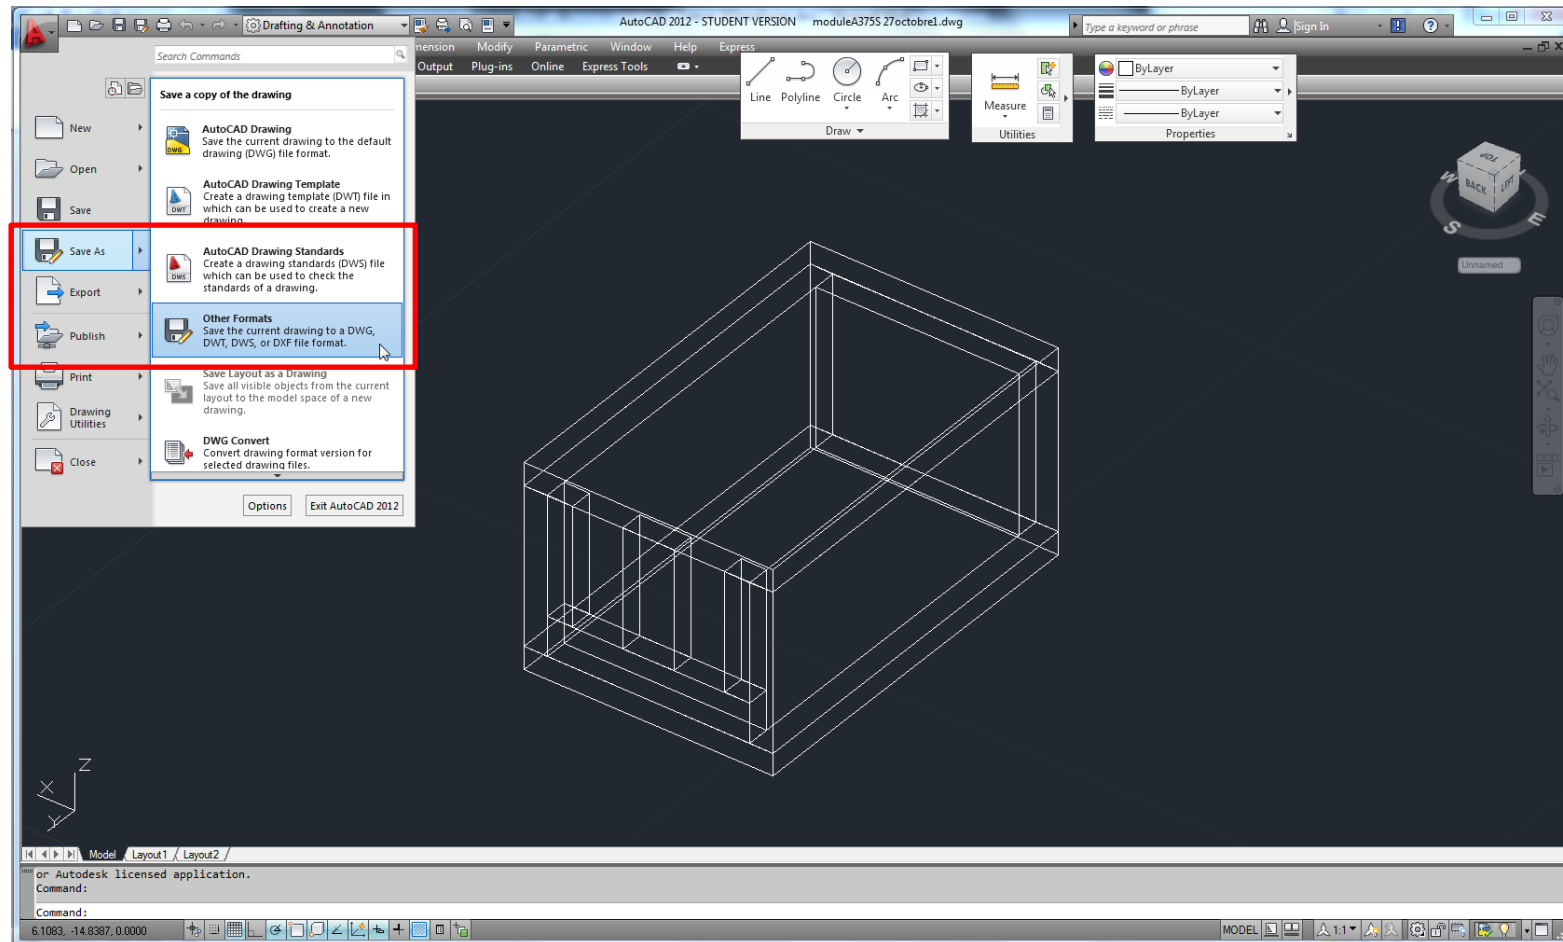 Drafting & Annotation
AutoCAD 2012 - STUDENT VERSION moduleA375S 27octobre1.dwg
Type a keyword or phrase
Sign In
Modify Parametric Window Help Express
Output Plug-ins Online Express Tools
Search Commands
Save a copy of the drawing
New
Open
Save
Save As
Export
Publish
Print
Drawing
Utilities
Close
AutoCAD Drawing
Save the current drawing to the default
drawing (DWG) file format.
DWG
AutoCAD Drawing Template
Create a drawing template (DWT) file in
which can be used to create a new
drawing.
DWT
AutoCAD Drawing Standards
Create a drawing standards (DWS) file
which can be used to check the
standards of a drawing.
DWS
Other Formats
Save the current drawing to a DWG,
DWT, DWS, or DXF file format.
Save Layout as a Drawing
Save all visible objects from the current
layout to the model space of a new
drawing.
DWG Convert
Convert drawing format version for
selected drawing files.
Options
Exit AutoCAD 2012
Line Polyline Circle Arc
Draw
Measure
Utilities
ByLayer
ByLayer
ByLayer
Properties
TOP
BACK LEFT
W
S
E
Unnamed
Z
X
Y
Model Layout1 Layout2
or Autodesk licensed application.
Command:
Command:
6.1083, -14.8387, 0.0000
MODEL
1:1